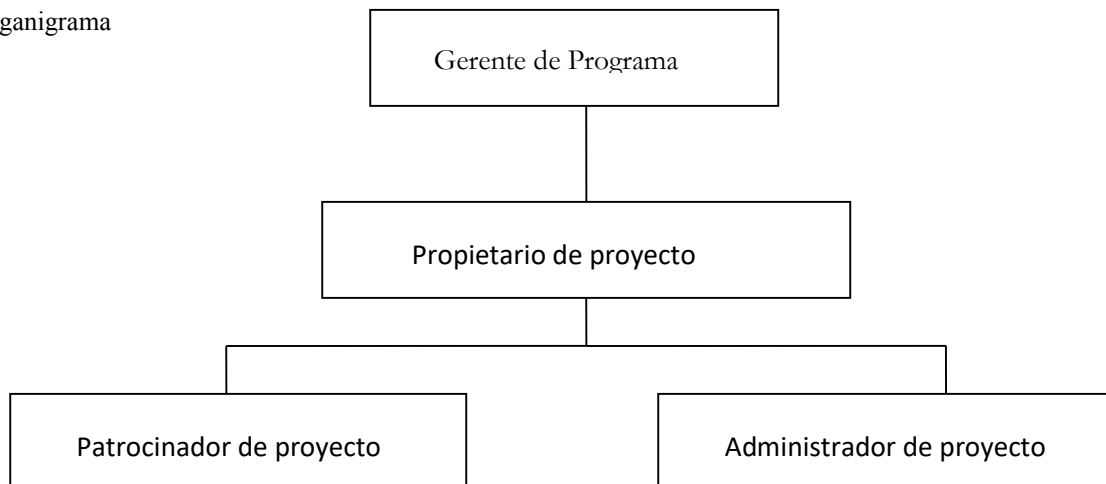 ganigrama
Gerente de Programa
Propietario de proyecto
Patrocinador de proyecto
Administrador de proyecto